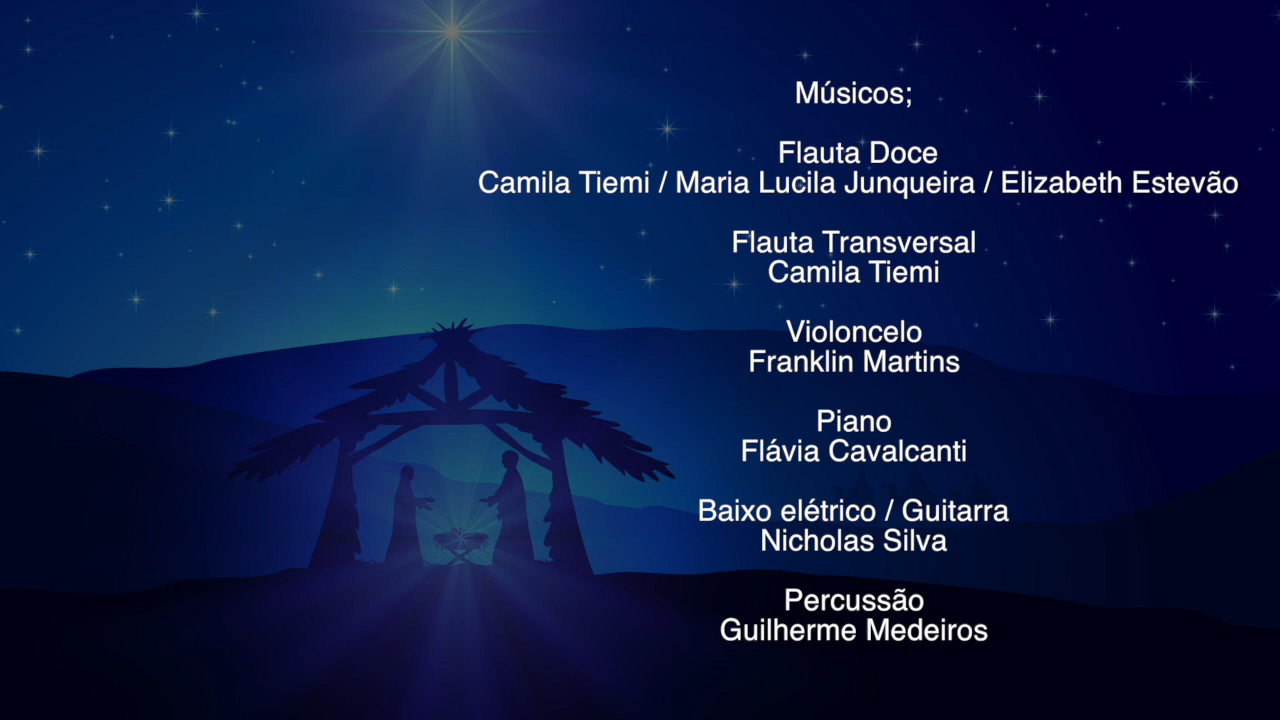 Músicos;
Flauta Doce
Camila Tiemi / Maria Lucila Junqueira / Elizabeth Estevão
Flauta Transversal
Camila Tiemi
Violoncelo
Franklin Martins
Piano
Flávia Cavalcanti
Baixo elétrico / Guitarra
Nicholas Silva
Percussão
Guilherme Medeiros